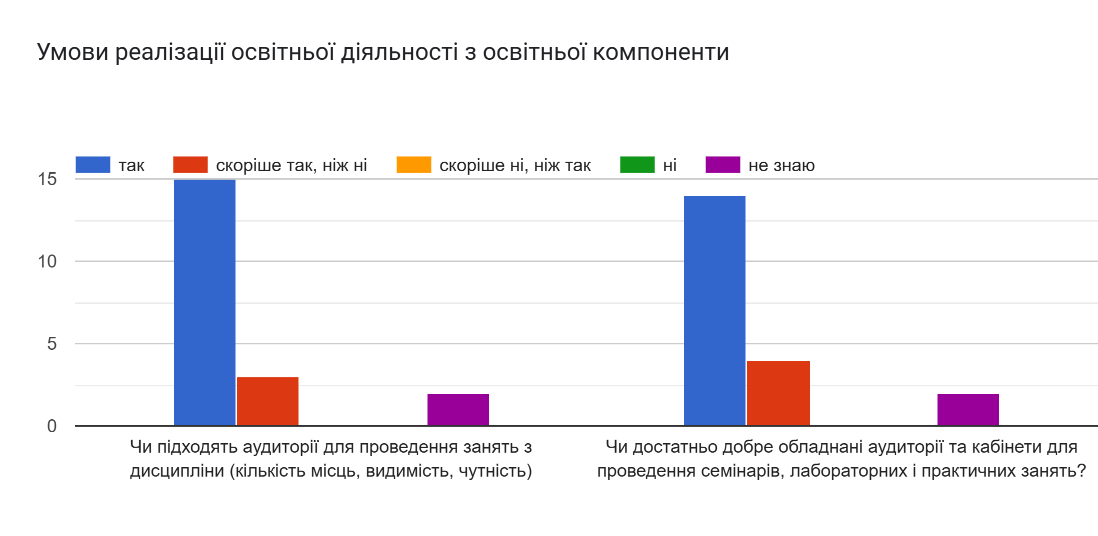 Умови реалізації освітньої діяльності з освітньої компоненти
так
скоріше так, ніж ні
скоріше ні, ніж так
ні
не знаю
15
10
5
0
Чи підходять аудиторії для проведення занять з
дисципліни (кількість місць, видимість, чутність)
Чи достатньо добре обладнані аудиторії та кабінети для
проведення семінарів, лабораторних і практичних занять?